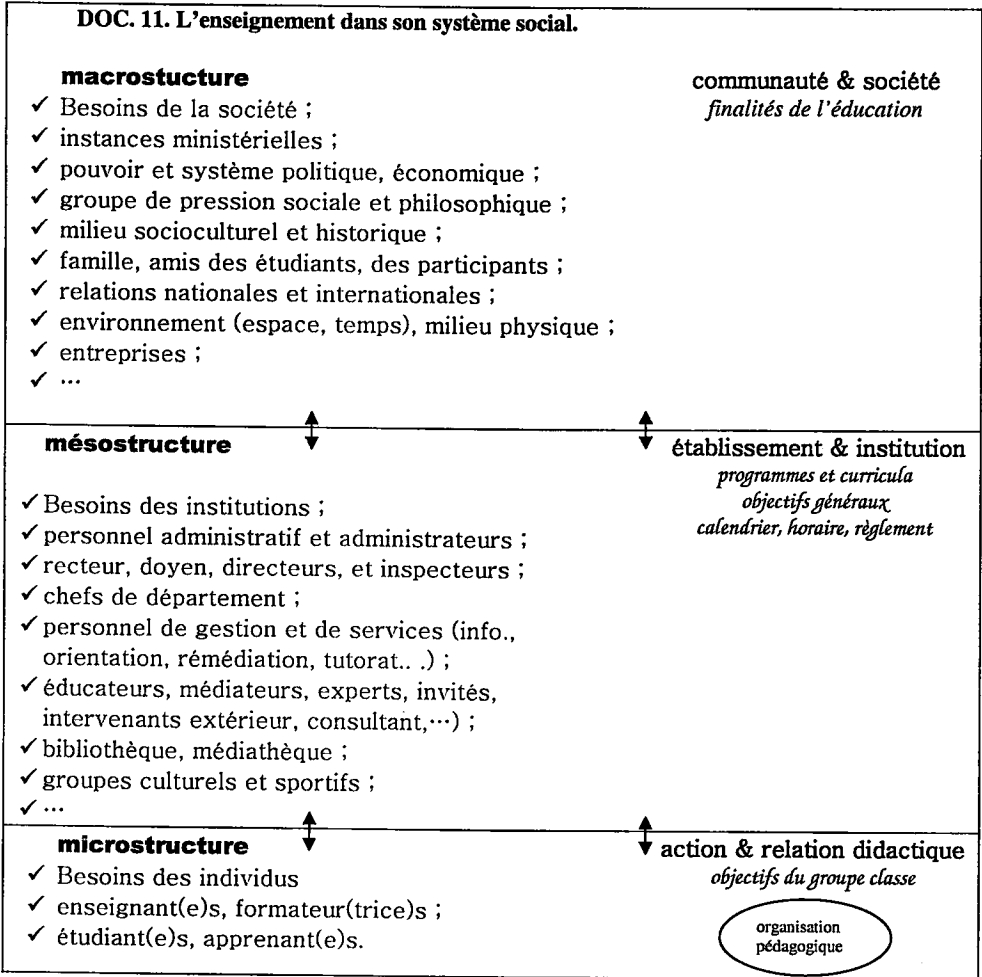 DOC. 11. L'enseignement dans son système social.
macrostucture
communauté & société
finalités de l'éducation
✓ Besoins de la société ;
✓ instances ministérielles ;
✓ pouvoir et système politique, économique ;
✓ groupe de pression sociale et philosophique ;
✓ milieu socioculturel et historique ;
✓ famille, amis des étudiants, des participants ;
✓ relations nationales et internationales ;
✓ environnement (espace, temps), milieu physique ;
✓ entreprises ;
✓ ...
mésostructure
établissement & institution
programmes et curricula
objectifs généraux
calendrier, horaire, règlement
✓ Besoins des institutions ;
✓ personnel administratif et administrateurs ;
✓ recteur, doyen, directeurs, et inspecteurs ;
✓ chefs de département ;
✓ personnel de gestion et de services (info.,
orientation, rémédiation, tutorat.. .) ;
✓ éducateurs, médiateurs, experts, invités,
intervenants extérieur, consultant,...) ;
✓ bibliothèque, médiathèque ;
✓ groupes culturels et sportifs ;
✓ ...
microstructure
action & relation didactique
objectifs du groupe classe
✓ Besoins des individus
✓ enseignant(e)s, formateur(trice)s ;
✓ étudiant(e)s, apprenant(e)s.
organisation
pédagogique